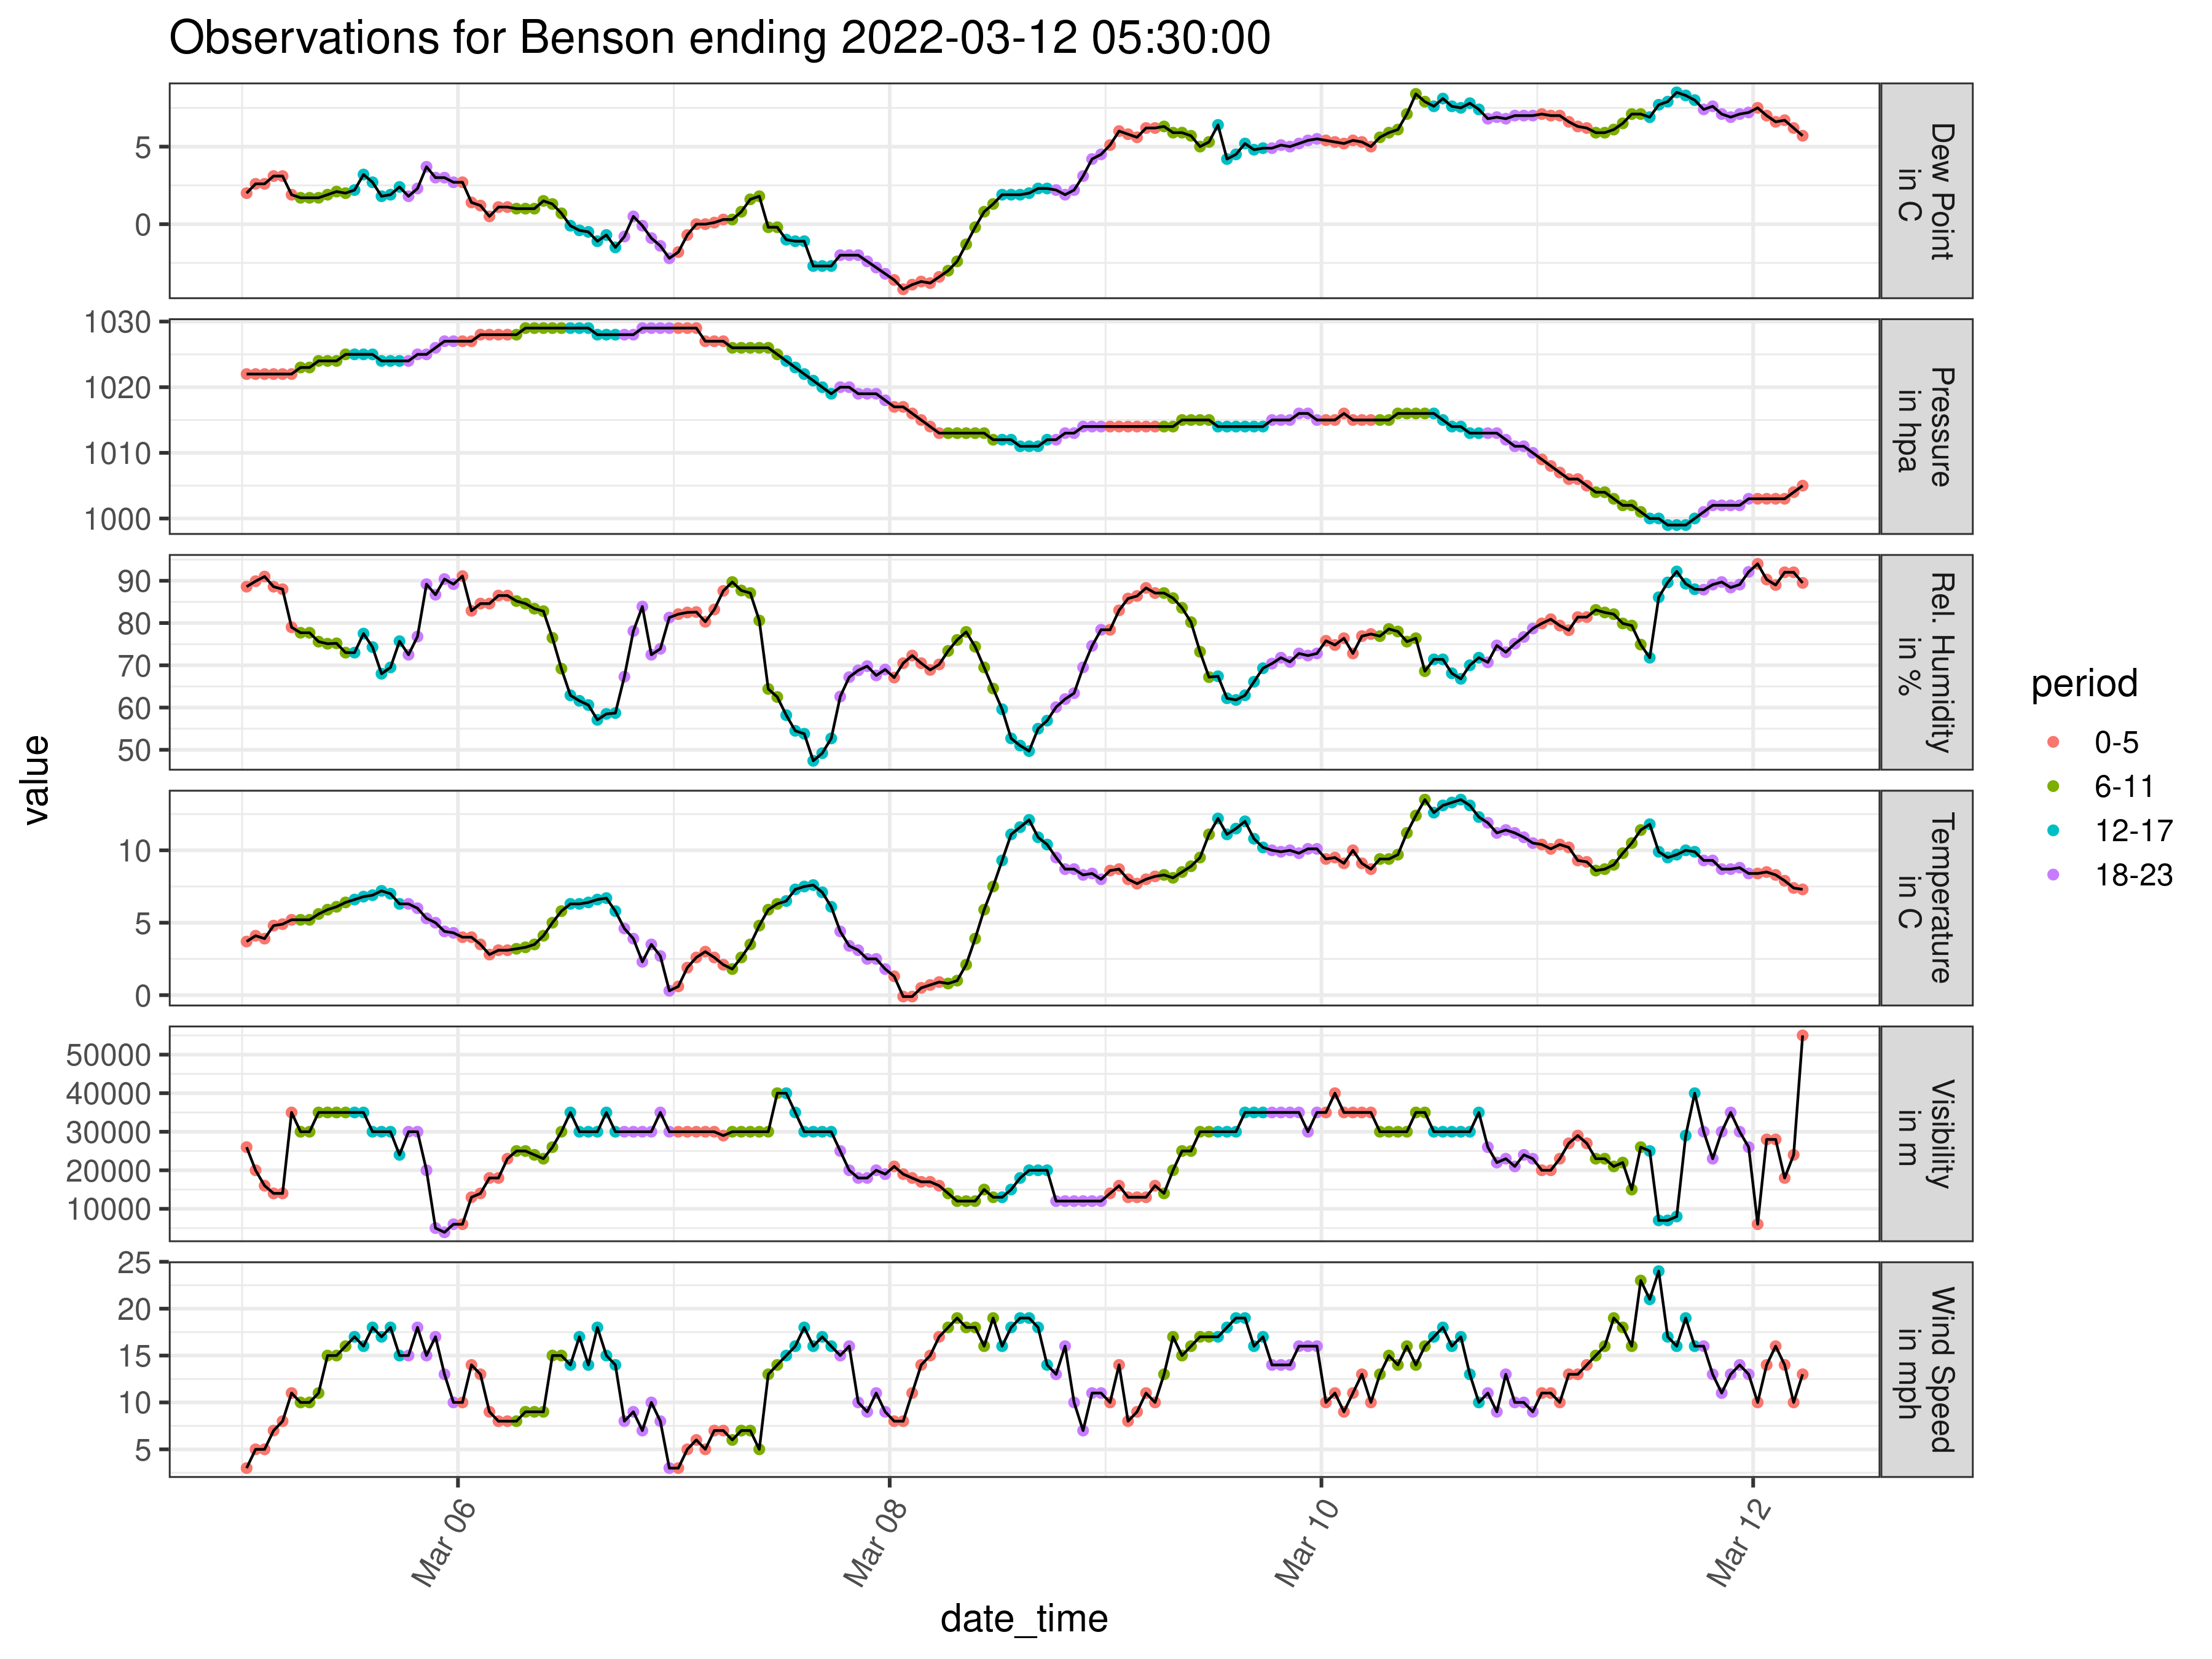 Observations for Benson ending 2022-03-12 05:30:00
value
5
0
Dew Point
in C
1030
1020
1010
1000
Pressure
in hpa
90
80
70
60
50
Rel. Humidity
in %
10
5
0
Temperature
in C
50000
40000
30000
20000
10000
Visibility
in m
25
20
15
10
5
Wind Speed
in mph
Mar 06
Mar 08
Mar 10
Mar 12
date_time
period
0-5
6-11
12-17
18-23